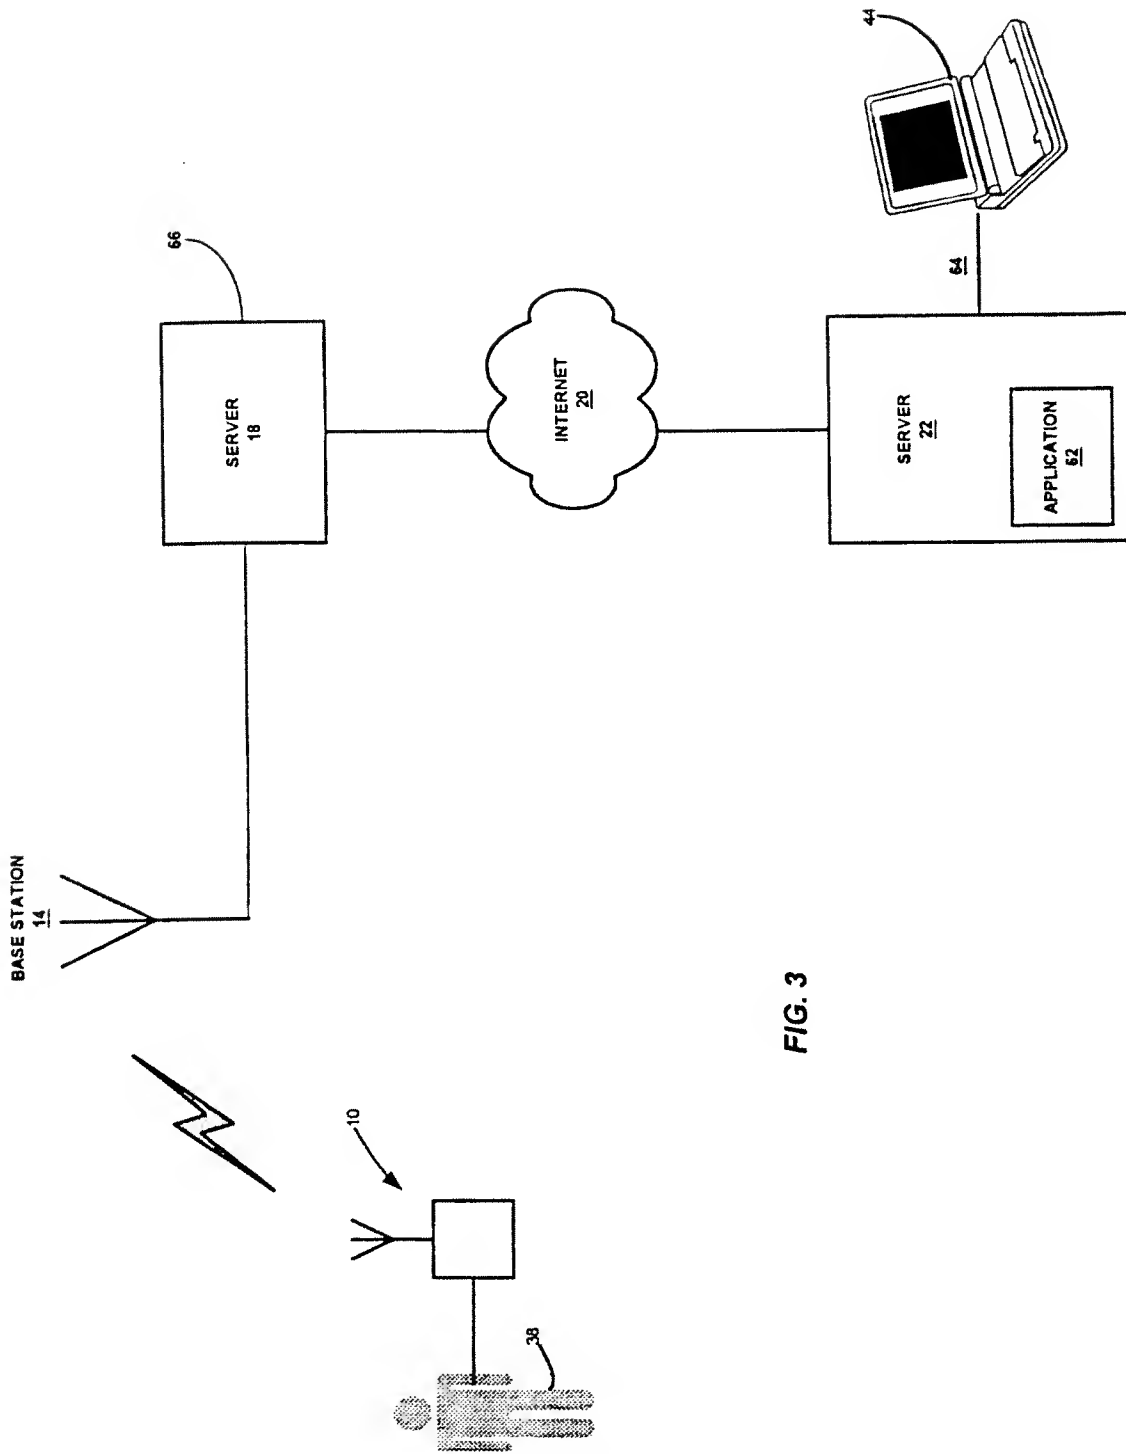 BASE STATION
14
66
SERVER
18
INTERNET
20
44
64
SERVER
22
APPLICATION
62
10
38
FIG. 3